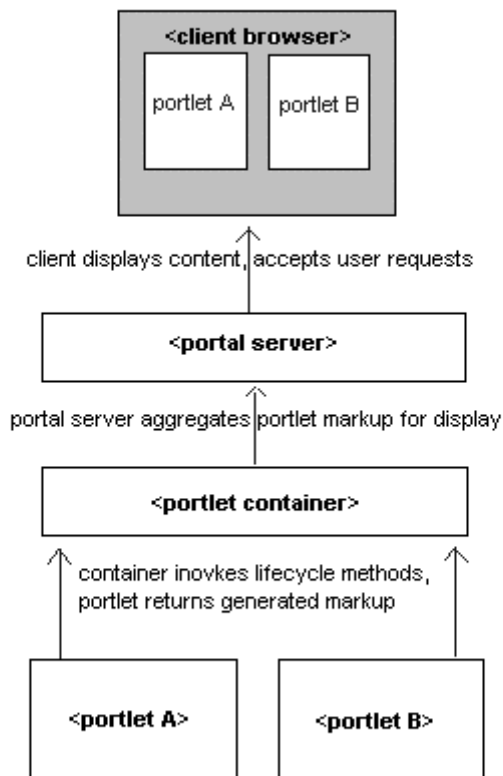 <client browser>
portlet A
portlet B
client displays content, accepts user requests
<portal server>
portal server aggregates portlet markup for display
<portlet container>
container inovkes lifecycle methods,
portlet returns generated markup
<portlet A>
<portlet B>